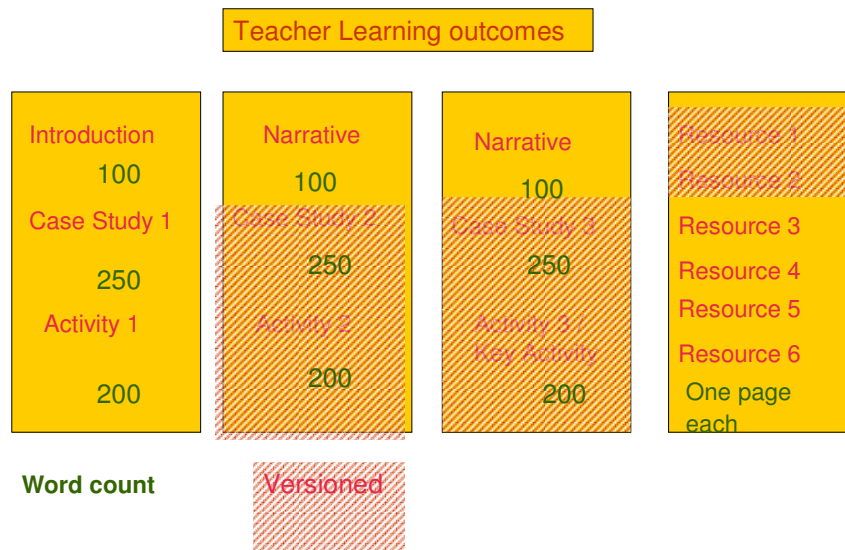 Teacher Learning outcomes
Introduction
100
Case Study 1
250
Activity 1
200
Narrative
100
Case Study 2
250
Activity 2
200
Narrative
100
Case Study 3
250
Activity 3 /
Key Activity
200
Resource 1
Resource 2
Resource 3
Resource 4
Resource 5
Resource 6
One page
each
Word count
Versioned